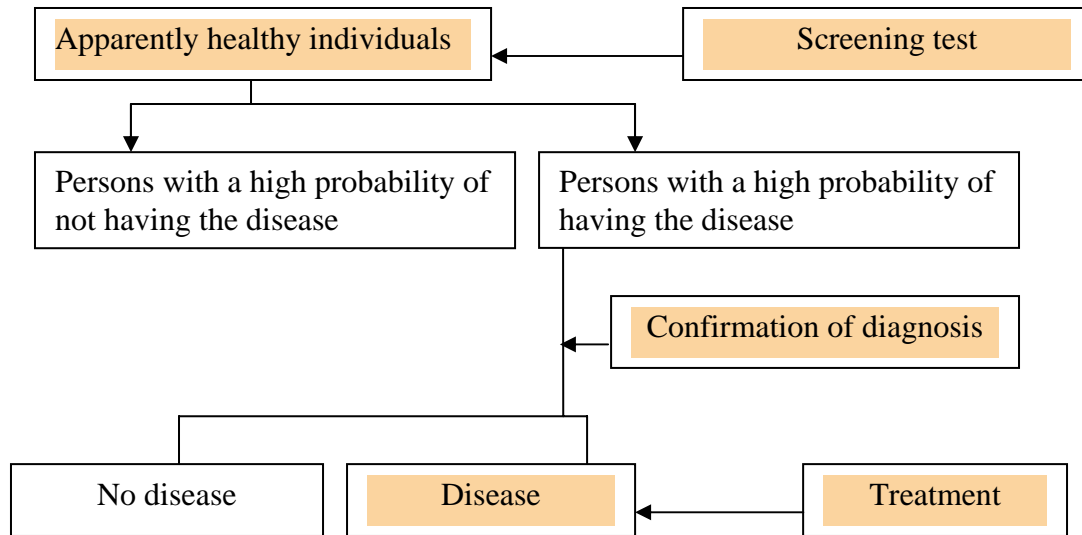 Apparently healthy individuals
Screening test
Persons with a high probability of
not having the disease
Persons with a high probability of
having the disease
Confirmation of diagnosis
No disease
Disease
Treatment